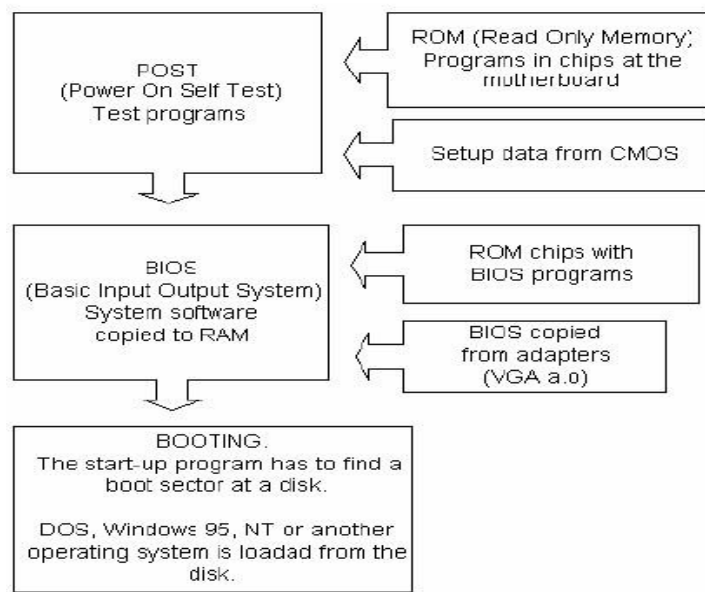 POST
(Power On Self Test)
Test programs
ROM (Read Only Memory)
Programs in chips at the
motherboard
Setup data from CMOS
BIOS
(Basic Input Output System)
System software
copied to RAM
ROM chips with
BIOS programs
BIOS copied
from adapters
(VGA a.o)
BOOTING.
The start-up program has to find a
boot sector at a disk.
DOS, Windows 95, NT or another
operating system is loadad from the
disk.